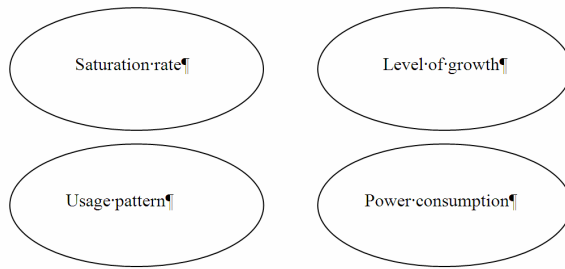 Saturation·rate¶
Level·of·growth¶
Usage·pattern¶
Power·consumption¶